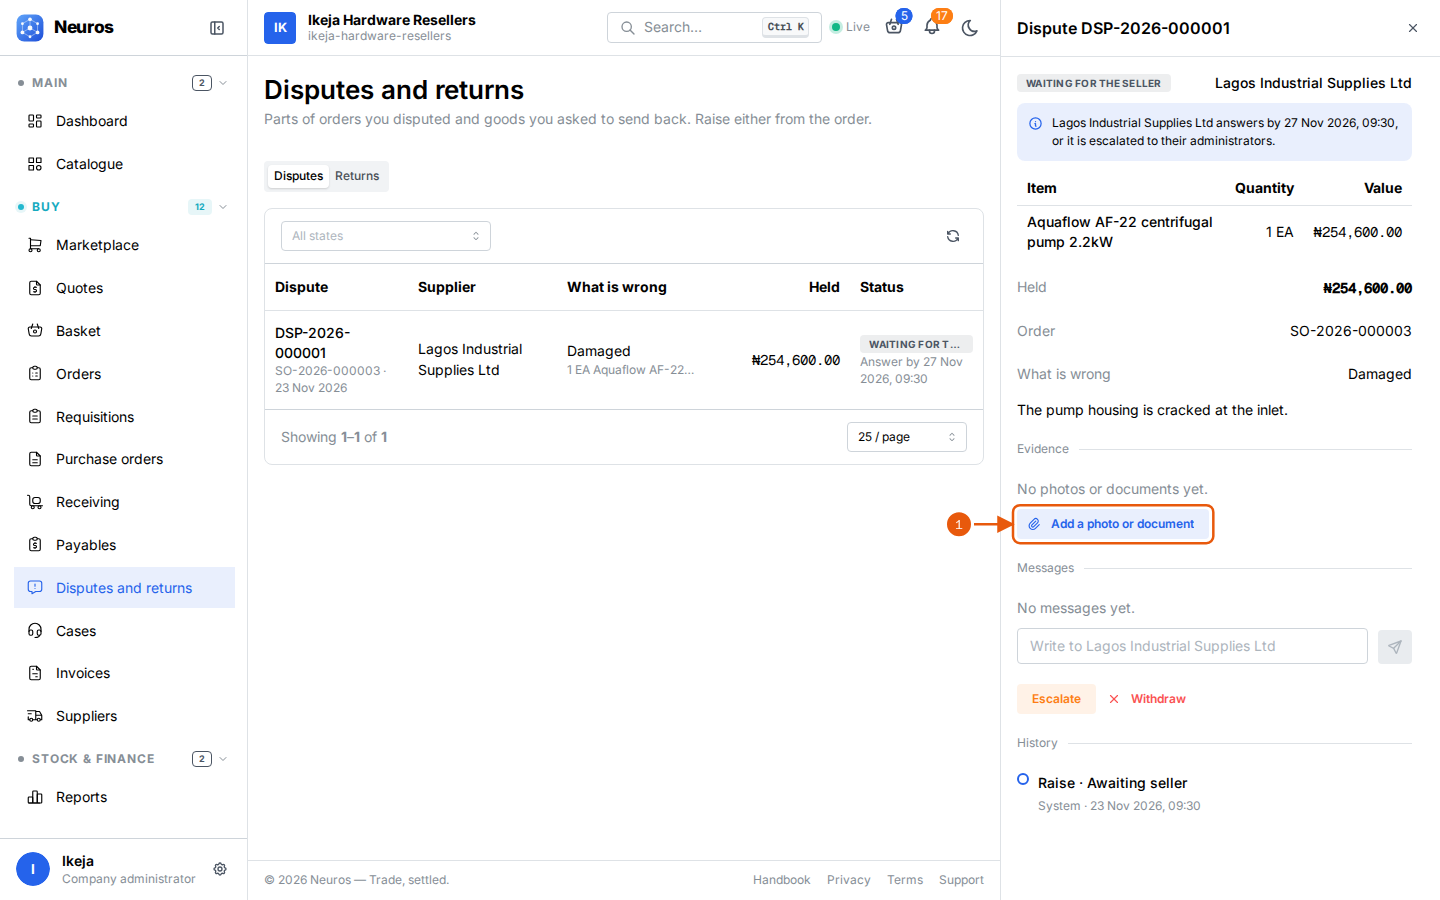 Neuros
MAIN
2
Dashboard
Catalogue
BUY
12
Marketplace
Quotes
Basket
Orders
Requisitions
Purchase orders
Receiving
Payables
Disputes and returns
Cases
Invoices
Suppliers
STOCK & FINANCE
2
Reports
I
Ikeja
Company administrator
IK
Ikeja Hardware Resellers
ikeja-hardware-resellers
Search...
Ctrl K
Live
5
17
Disputes and returns
Parts of orders you disputed and goods you asked to send back. Raise either from the order.
Disputes
Returns
All states
Dispute Supplier What is wrong Held Status
DSP-2026-
000001
SO-2026-000003 ·
23 Nov 2026
Lagos Industrial
Supplies Ltd
Damaged
1 EA Aquaflow AF-22...
₦254,600.00
WAITING FOR T...
Answer by 27 Nov
2026, 09:30
Showing 1–1 of 1
25 / page
© 2026 Neuros — Trade, settled.
Handbook Privacy Terms Support
Dispute DSP-2026-000001
WAITING FOR THE SELLER
Lagos Industrial Supplies Ltd
Lagos Industrial Supplies Ltd answers by 27 Nov 2026, 09:30,
or it is escalated to their administrators.
Item Quantity Value
Aquaflow AF-22 centrifugal
pump 2.2kW
1 EA
₦254,600.00
Held ₦254,600.00
Order SO-2026-000003
What is wrong Damaged
The pump housing is cracked at the inlet.
Evidence
No photos or documents yet.
1
Add a photo or document
Messages
No messages yet.
Write to Lagos Industrial Supplies Ltd
Escalate
Withdraw
History
Raise · Awaiting seller
System · 23 Nov 2026, 09:30